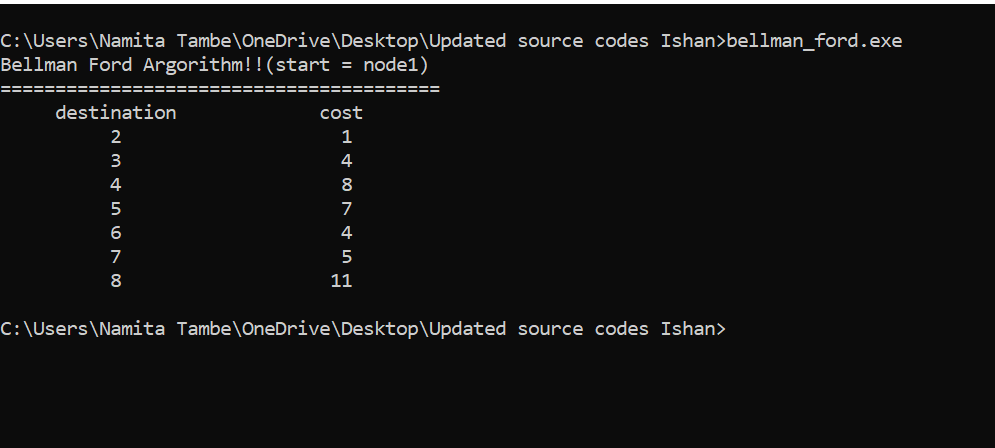 C:\Users\Namita Tambe\OneDrive\Desktop\Updated source codes Ishan>bellman_ford.exe
Bellman Ford Argorithm!!(start = node1)
========================================
destination cost
2 1
3 4
4 8
5 7
6 4
7 5
8 11
C:\Users\Namita Tambe\OneDrive\Desktop\Updated source codes Ishan>